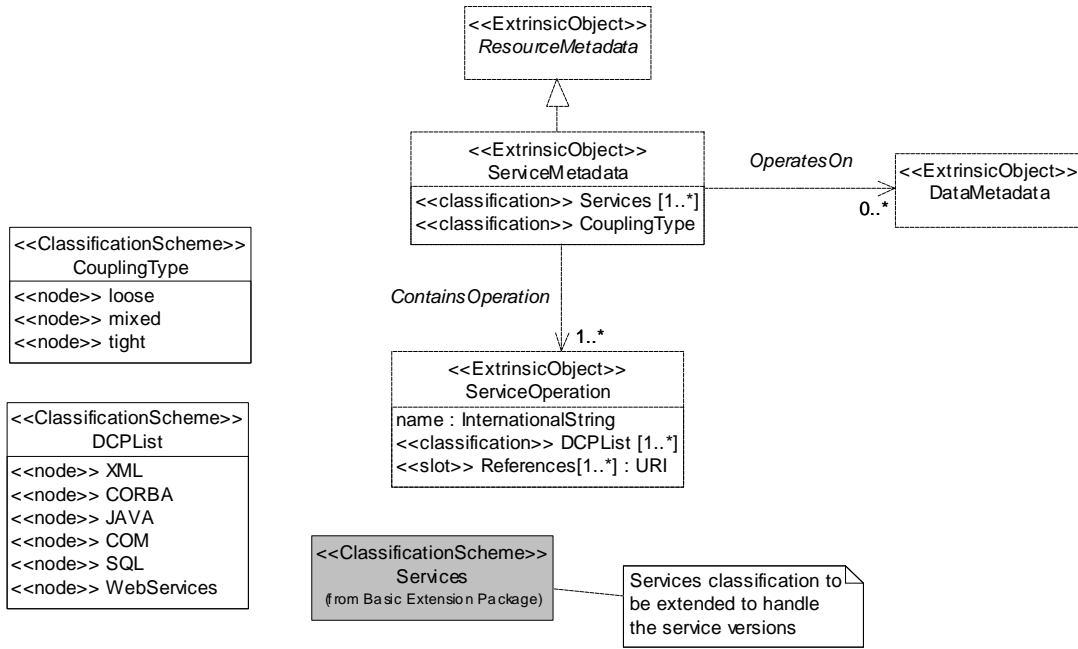 <<ExtrinsicObject>>
ResourceMetadata
<<ExtrinsicObject>>
ServiceMetadata
<<classification>> Services [1..*]
<<classification>> CouplingType
OperatesOn
0..*
<<ExtrinsicObject>>
DataMetadata
<<ClassificationScheme>>
CouplingType
<<node>> loose
<<node>> mixed
<<node>> tight
ContainsOperation
1..*
<<ExtrinsicObject>>
ServiceOperation
name : InternationalString
<<classification>> DCPList [1..*]
<<slot>> References[1..*] : URI
<<ClassificationScheme>>
DCPList
<<node>> XML
<<node>> CORBA
<<node>> JAVA
<<node>> COM
<<node>> SQL
<<node>> WebServices
<<ClassificationScheme>>
Services
(from Basic Extension Package)
Services classification to
be extended to handle
the service versions